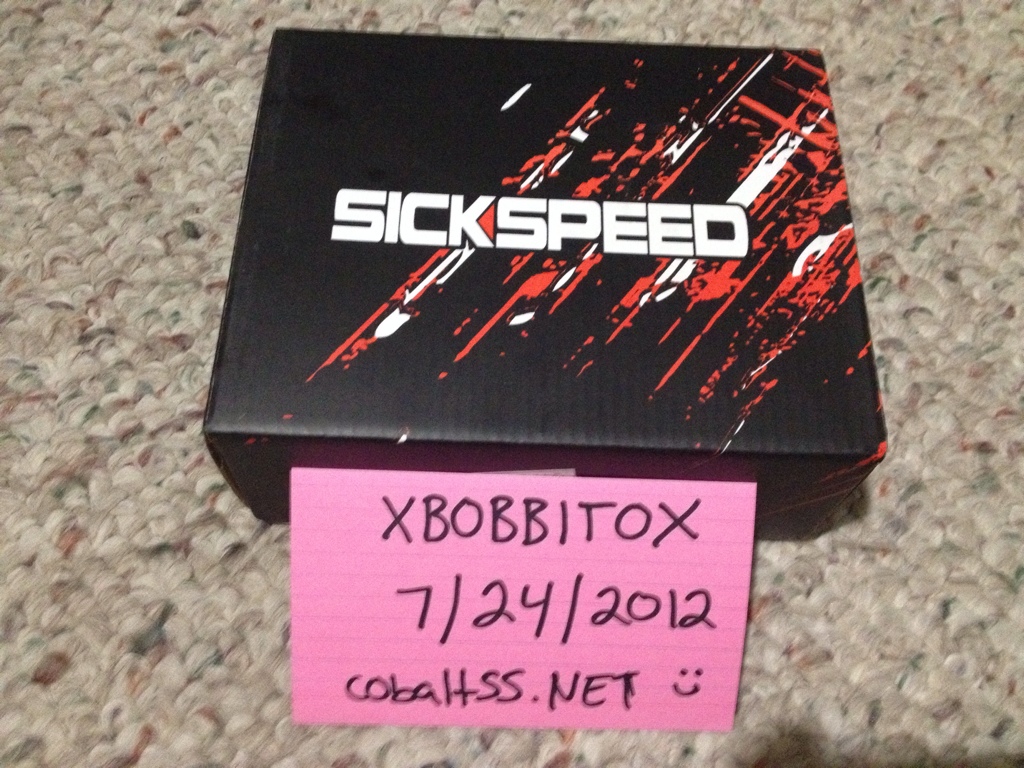 SICKSPEED
XBOBBITOX
7/24/2012
cobaltSS.NET :)